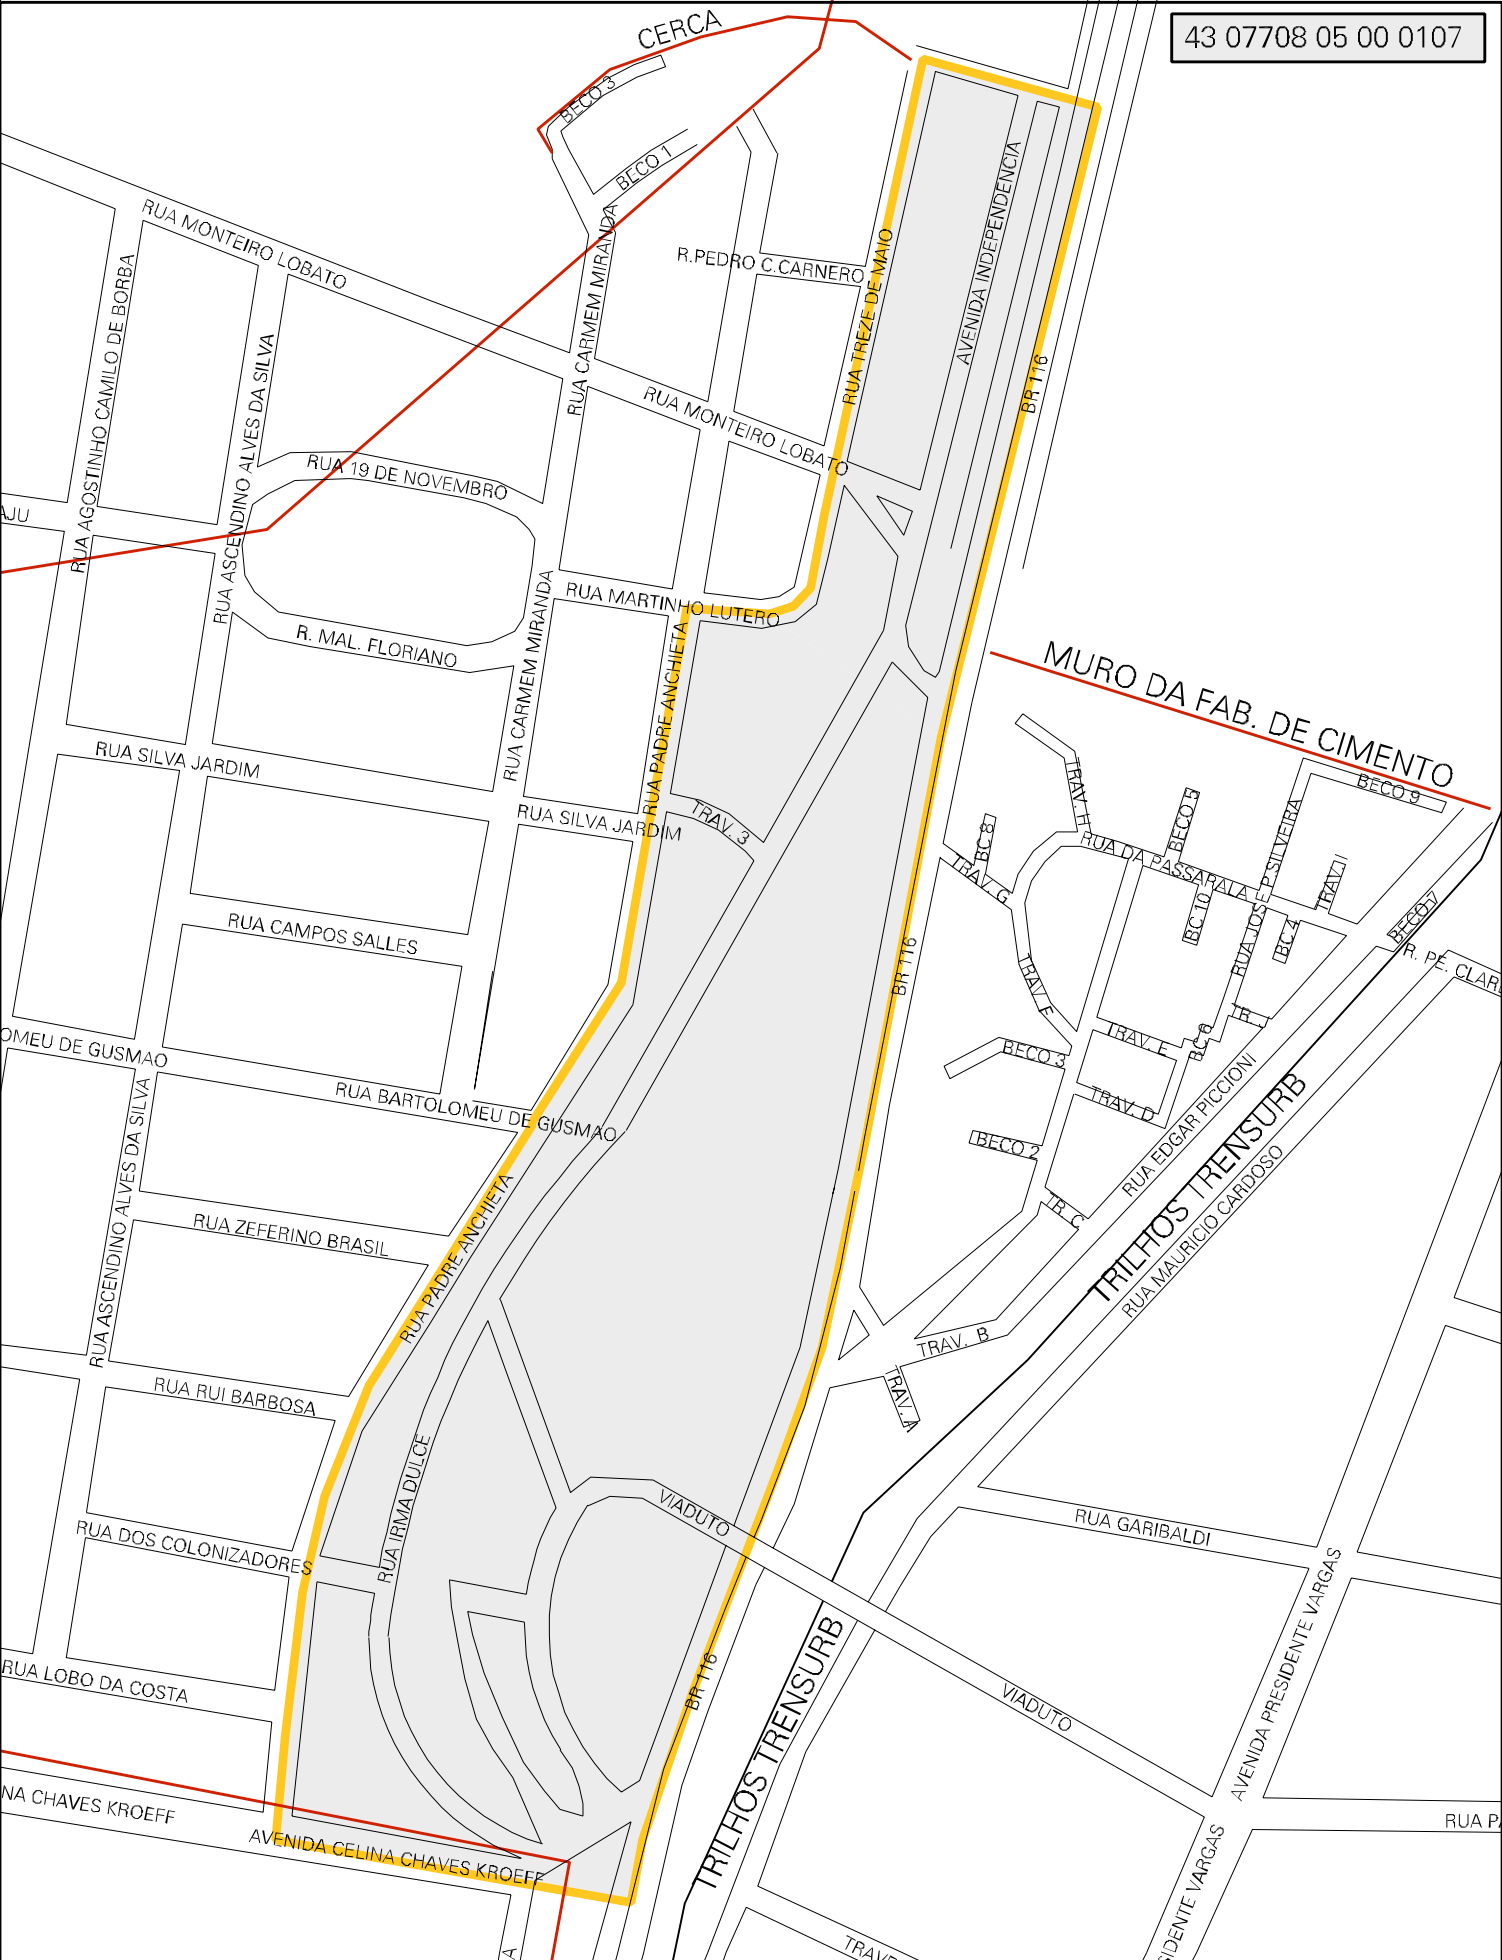 43 07708 05 00 0107
CERCA
BECO 3
BECO 1
RUA MONTEIRO LOBATO
R.PEDRO C.CARNERO
RUA TREZE DE MAIO
AVENIDA INDEPENDENCIA
RUA AGOSTINHO CAMILO DE BORBA
RUA CARMEM MIRANDA
BR 116
RUA ASCENDINO ALVES DA SILVA
RUA MONTEIRO LOBATO
RUA 19 DE NOVEMBRO
AJU
RUA MARTINHO LUTERO
R. MAL. FLORIANO
RUA CARMEM MIRANDA
RUA PADRE ANCHIETA
MURO DA FAB. DE CIMENTO
RUA SILVA JARDIM
RUA SILVA JARDIM
TRAV. 3
TRAV. H
BECO 5
BECO 9
BC 8
RUA DA PASSARALA
RUA JOSE P SILVEIRA
TRAV. I
TRAV. G
BC 10
BC 4
BECO 7
RUA CAMPOS SALLES
BR 116
TRAV. F
R. PE. CLARE
TR. J
OMEU DE GUSMAO
BECO 3
TRAV. E
BC 6
RUA BARTOLOMEU DE GUSMAO
TRAV. D
RUA EDGAR PICCIONI
TRILHOS TRENSURB
RUA MAURICIO CARDOSO
BECO 2
TR. C
RUA ASCENDINO ALVES DA SILVA
RUA ZEFERINO BRASIL
RUA PADRE ANCHIETA
TRAV. B
TRAV. A
RUA RUI BARBOSA
RUA IRMA DULCE
VIADUTO
RUA GARIBALDI
RUA DOS COLONIZADORES
AVENIDA PRESIDENTE VARGAS
RUA LOBO DA COSTA
BR 116
TRILHOS TRENSURB
VIADUTO
NA CHAVES KROEFF
AVENIDA CELINA CHAVES KROEFF
RUA PA
SIDENTE VARGAS
TRAVE
A